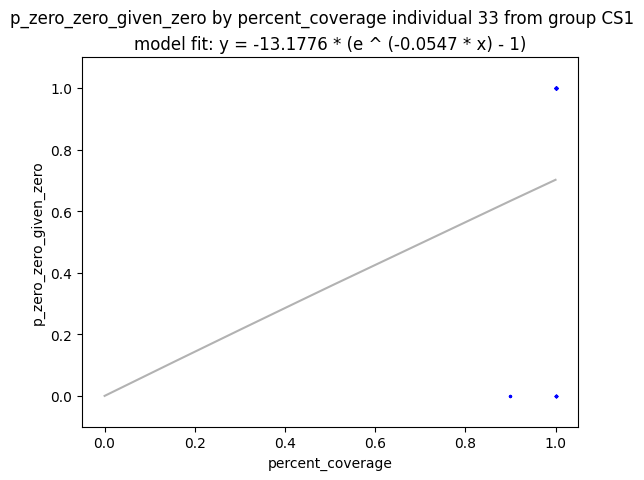 p_zero_zero_given_zero by percent_coverage individual 33 from group CS1
model fit: y = -13.1776 * (e ^ (-0.0547 * x) - 1)
1.0
0.8
0.6
0.4
0.2
0.0
p_zero_zero_given_zero
0.0 0.2 0.4 0.6 0.8 1.0
percent_coverage